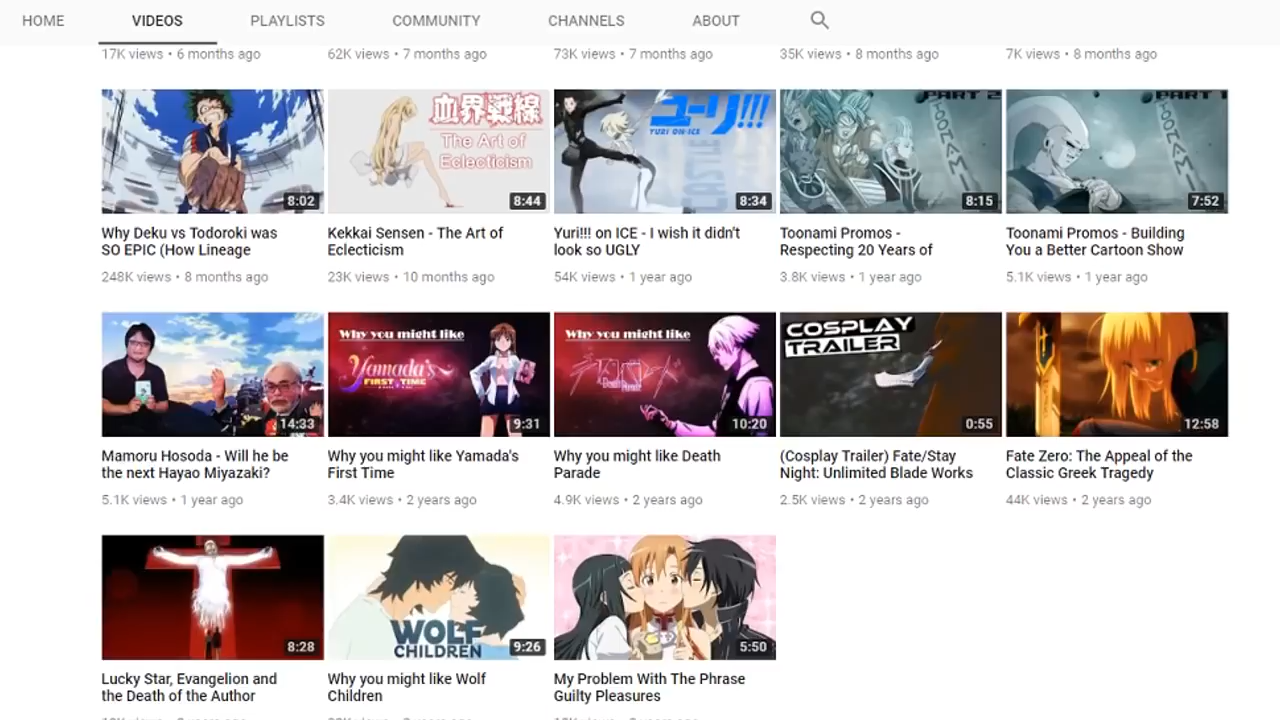 HOME VIDEOS PLAYLISTS COMMUNITY CHANNELS ABOUT
17K views • 6 months ago
62K views • 7 months ago
73K views • 7 months ago
35K views • 8 months ago
7K views • 8 months ago
8:02
血界戦線
The Art of
Eclecticism
8:44
ユーリ!!!
YURI ON ICE
CASTLE
8:34
PART 2
TOONAMI
8:15
PART 1
TOONAMI
7:52
Why Deku vs Todoroki was
SO EPIC (How Lineage
248K views • 8 months ago
Kekkai Sensen - The Art of
Eclecticism
23K views • 10 months ago
Yuri!!! on ICE - I wish it didn't
look so UGLY
54K views • 1 year ago
Toonami Promos -
Respecting 20 Years of
3.8K views • 1 year ago
Toonami Promos - Building
You a Better Cartoon Show
5.1K views • 1 year ago
14:33
Why you might like
Yamada's
FIRST TIME
9:31
Why you might like
Death Parade
10:20
COSPLAY
TRAILER
0:55
12:58
Mamoru Hosoda - Will he be
the next Hayao Miyazaki?
5.1K views • 1 year ago
Why you might like Yamada's
First Time
3.4K views • 2 years ago
Why you might like Death
Parade
4.9K views • 2 years ago
(Cosplay Trailer) Fate/Stay
Night: Unlimited Blade Works
2.5K views • 2 years ago
Fate Zero: The Appeal of the
Classic Greek Tragedy
44K views • 2 years ago
8:28
WOLF
CHILDREN
9:26
5:50
Lucky Star, Evangelion and
the Death of the Author
Why you might like Wolf
Children
My Problem With The Phrase
Guilty Pleasures